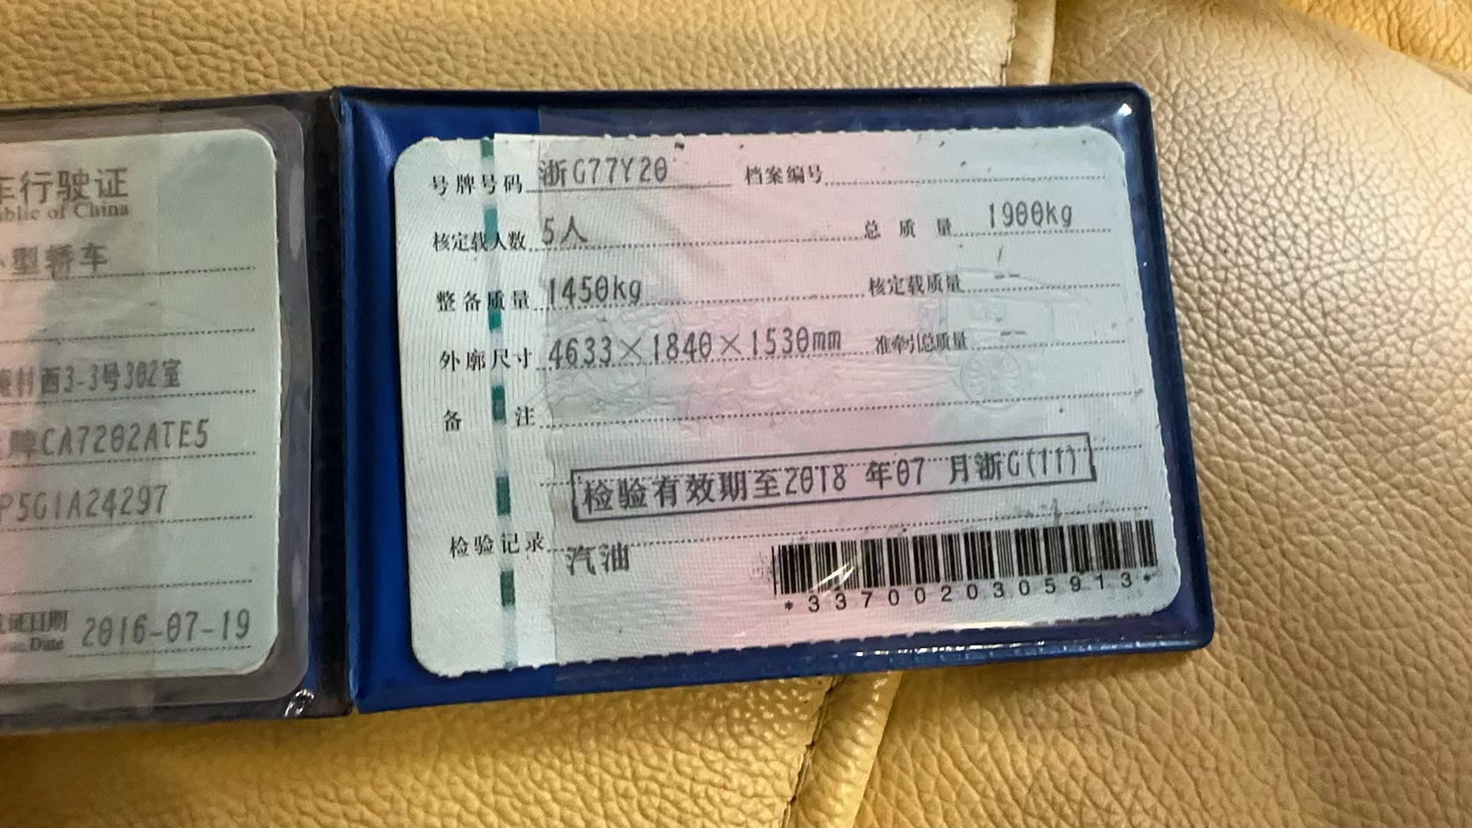 车行驶证
ublic of China
小型轿车
村西3-3号302室
牌CA7202ATE5
P5G1A24297
证日期
Date 2016-07-19
号牌号码 浙G77Y20 档案编号
核定载人数 5人 总质量 1900kg
整备质量 1450kg 核定载质量 --
外廓尺寸 4633×1840×1530mm 准牵引总质量 --
备注
检验有效期至2018 年07 月浙G(11)
检验记录 汽油
*3370020305913*